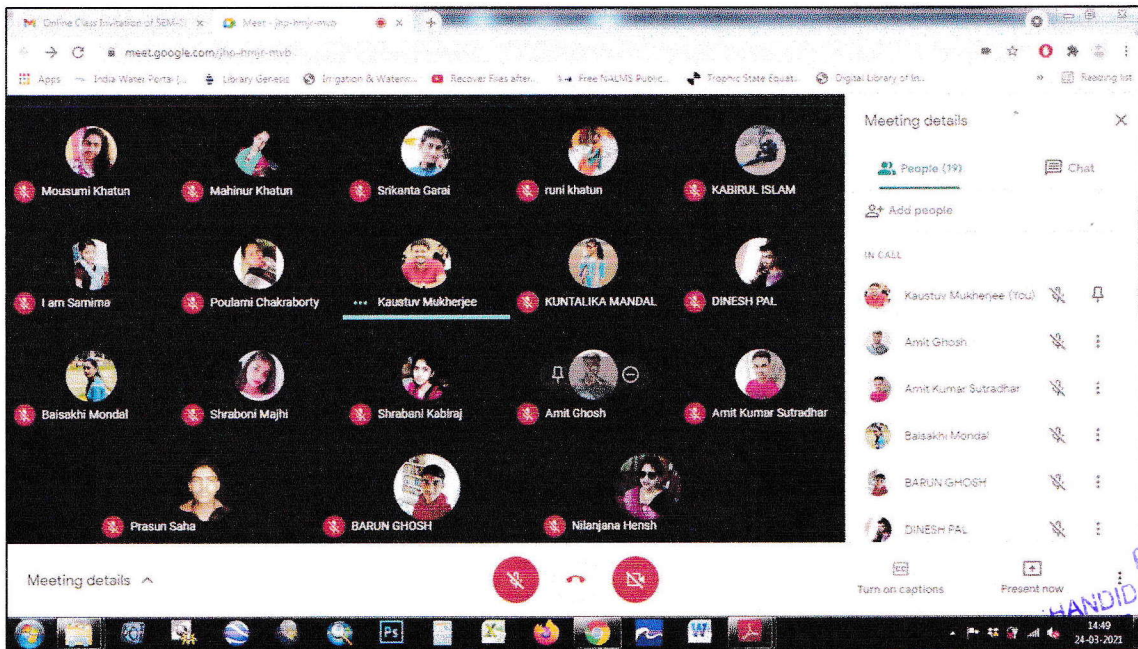 Online Class Invitation of SEM- × Meet - jhp-hmjr-mvb × +
meet.google.com/jhp-hmjr-mvb
Apps India Water Portal (... Library Genesis Irrigation & Waterm... Recover Files after... Free NALMS Public... Trophic State Equat... Digital Library of In... » Reading list
Mousumi Khatun Mahinur Khatun Srikanta Garai runi khatun KABIRUL ISLAM
I am Samima Poulami Chakraborty Kaustuv Mukherjee KUNTALIKA MANDAL DINESH PAL
Baisakhi Mondal Shraboni Majhi Shrabani Kabiraj Amit Ghosh Amit Kumar Sutradhar
Prasun Saha BARUN GHOSH Nilanjana Hensh
Meeting details
People (19) Chat
Add people
IN CALL
Kaustuv Mukherjee (You)
Amit Ghosh
Amit Kumar Sutradhar
Baisakhi Mondal
BARUN GHOSH
DINESH PAL
Meeting details
Turn on captions Present now
HANDID
Ps
W
14:49
24-03-2021